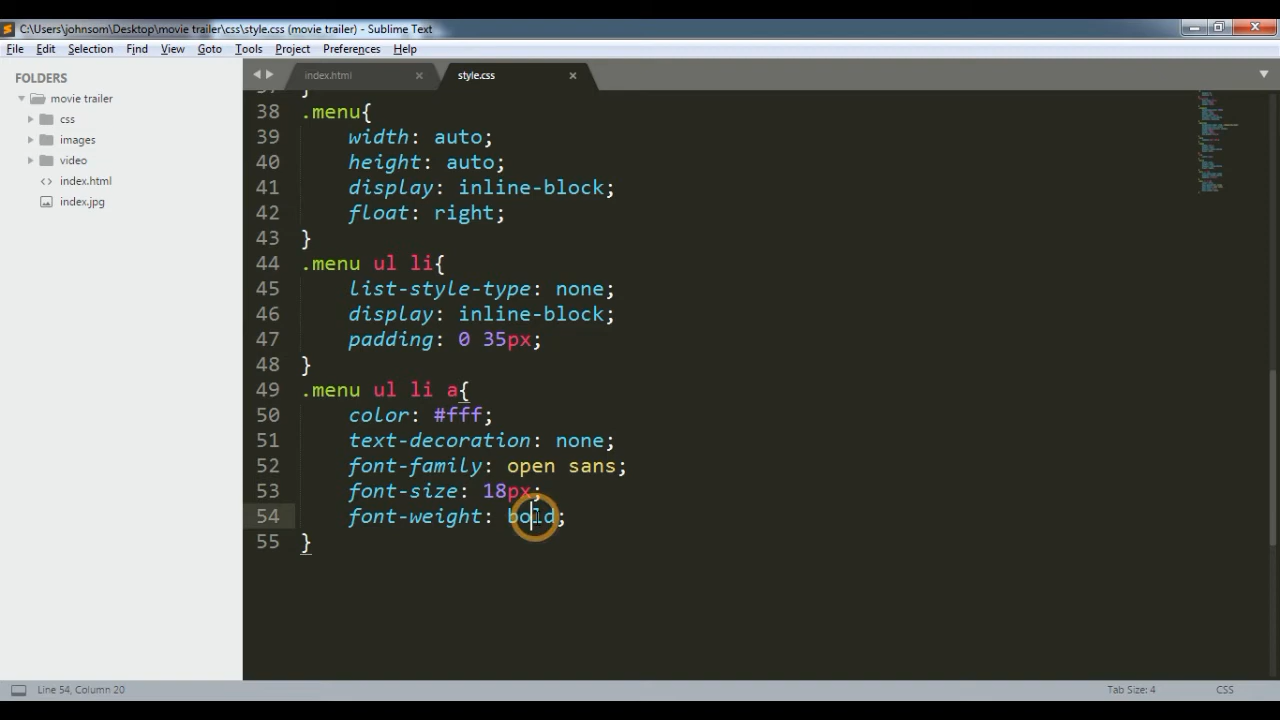 C:\Users\johnsom\Desktop\movie trailer\css\style.css (movie trailer) - Sublime Text
File Edit Selection Find View Goto Tools Project Preferences Help
FOLDERS
movie trailer
css
images
video
index.html
index.jpg
index.html × style.css ×
37 }
38 .menu{
39 width: auto;
40 height: auto;
41 display: inline-block;
42 float: right;
43 }
44 .menu ul li{
45 list-style-type: none;
46 display: inline-block;
47 padding: 0 35px;
48 }
49 .menu ul li a{
50 color: #fff;
51 text-decoration: none;
52 font-family: open sans;
53 font-size: 18px;
54 font-weight: bold;
55 }
Line 54, Column 20 Tab Size: 4 CSS